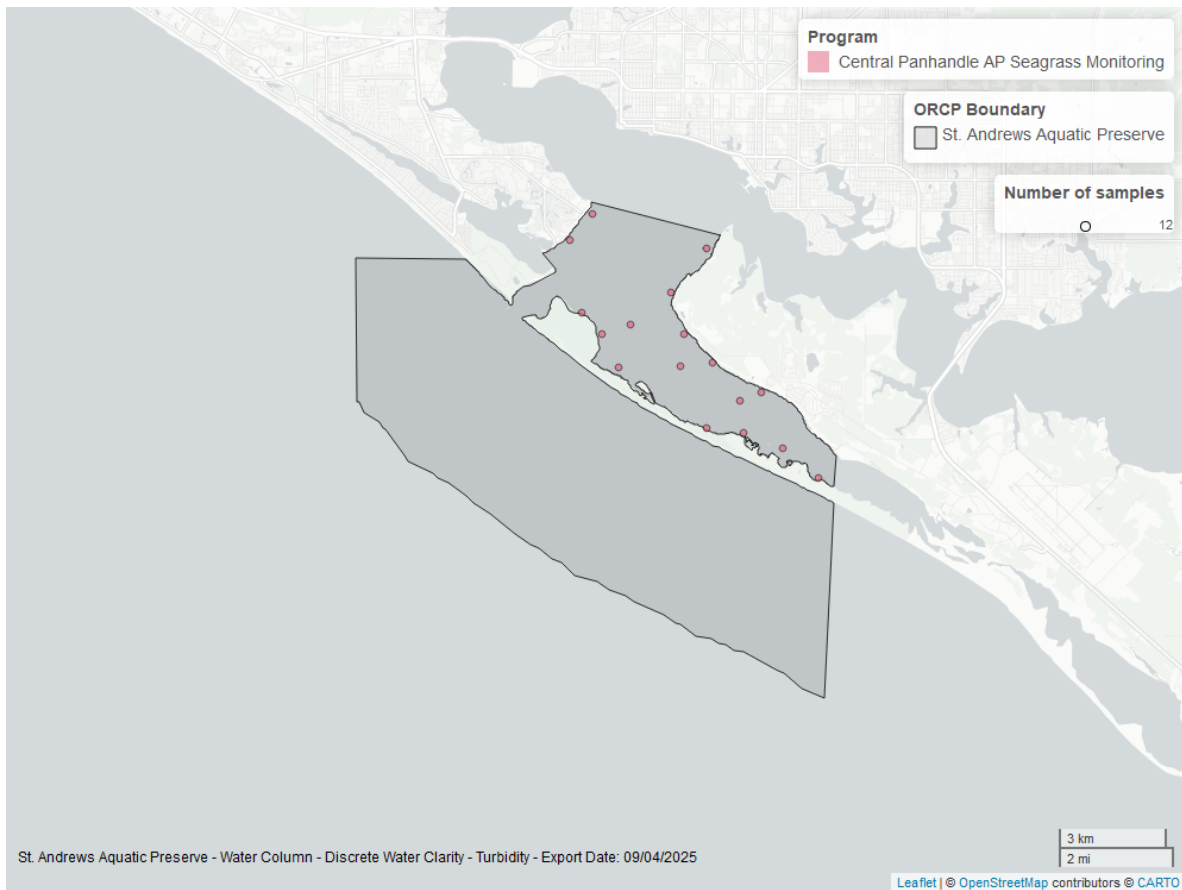 Program
Central Panhandle AP Seagrass Monitoring
ORCP Boundary
St. Andrews Aquatic Preserve
Number of samples
12
3 km
2 mi
St. Andrews Aquatic Preserve - Water Column - Discrete Water Clarity - Turbidity - Export Date: 09/04/2025
Leaflet | © OpenStreetMap contributors © CARTO